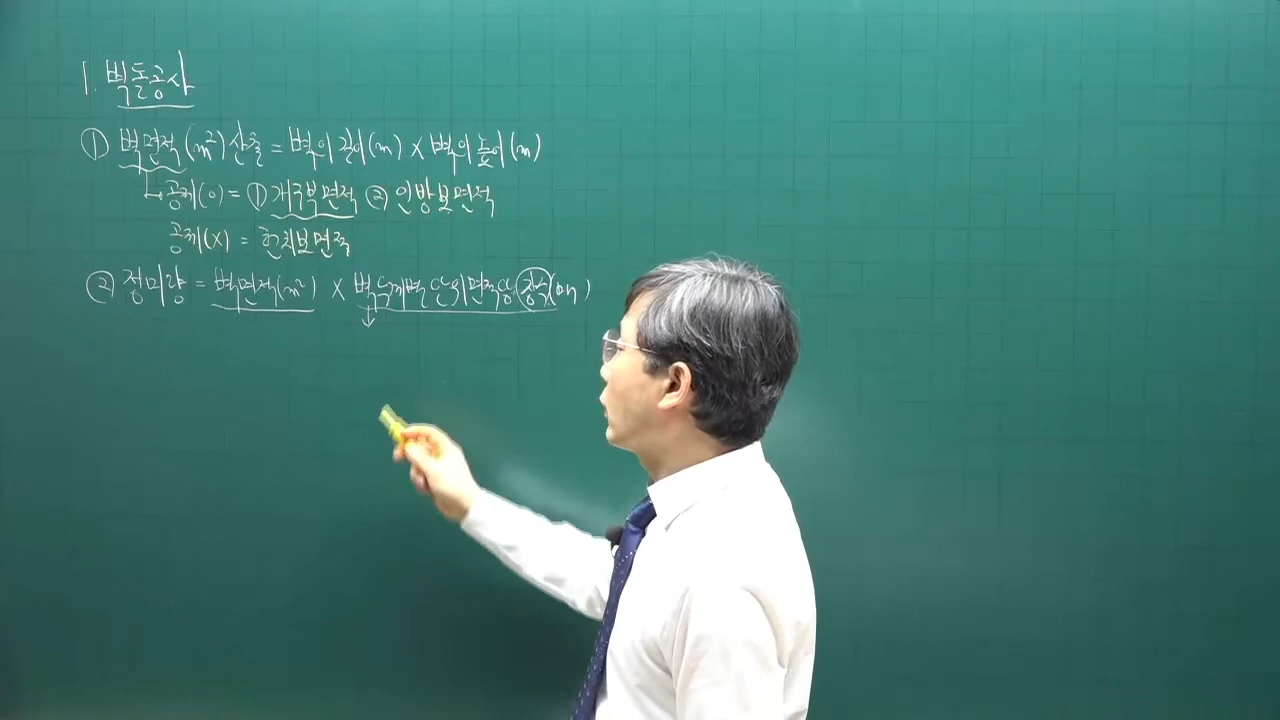 1. 벽돌공사
① 벽면적(m²)산출 = 벽의 길이(m) × 벽의 높이(m)
공제(O) = ① 개구부면적 ② 인방보면적
공제(X) = 헌치보면적
② 정미량 = 벽면적(m²) × 벽두께별 단위면적당 장수(매)